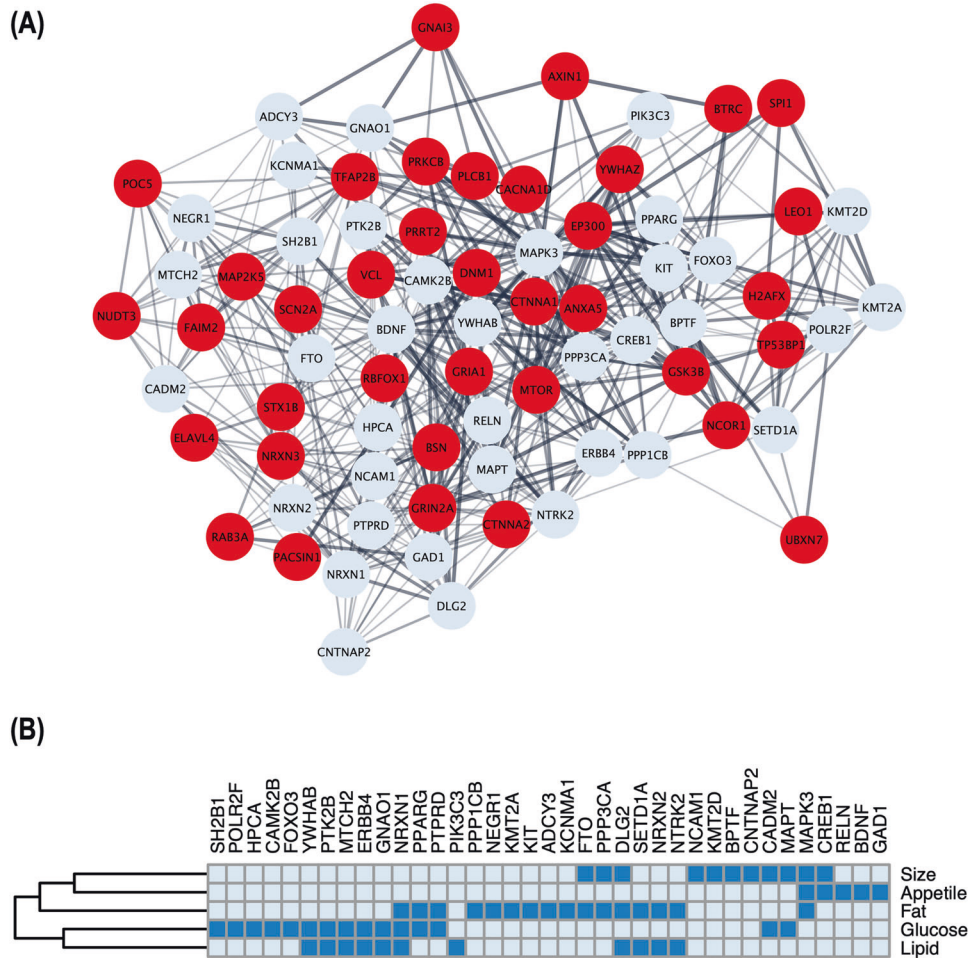 (A)
GNAI3
AXIN1
BTRC
SPI1
ADCY3
GNAO1
PIK3C3
KCNMA1
TFAP2B
PRKCB
PLCB1
CACNA1D
YWHAZ
POC5
NEGR1
PTK2B
PRRT2
EP300
PPARG
LEO1
KMT2D
SH2B1
MAPK3
MTCH2
MAP2K5
VCL
CAMK2B
DNM1
KIT
FOXO3
NUDT3
FAIM2
SCN2A
CTNNA1
ANXA5
H2AFX
KMT2A
BDNF
YWHAB
BPTF
POLR2F
CREB1
TP53BP1
FTO
PPP3CA
CADM2
RBFOX1
GRIA1
MTOR
GSK3B
STX1B
HPCA
RELN
NCOR1
SETD1A
ELAVL4
NRXN3
BSN
ERBB4
PPP1CB
NCAM1
MAPT
NRXN2
GRIN2A
NTRK2
PTPRD
CTNNA2
RAB3A
UBXN7
PACSIN1
GAD1
NRXN1
DLG2
CNTNAP2
(B)
SH2B1 POLR2F HPCA CAMK2B FOXO3 YWHAB PTK2B MTCH2 ERBB4 GNAO1 NRXN1 PPARG PTPRD PIK3C3 PPP1CB NEGR1 KMT2A KIT ADCY3 KCNMA1 FTO PPP3CA DLG2 SETD1A NRXN2 NTRK2 NCAM1 KMT2D BPTF CNTNAP2 CADM2 MAPT MAPK3 CREB1 RELN BDNF GAD1
Size
Appetile
Fat
Glucose
Lipid